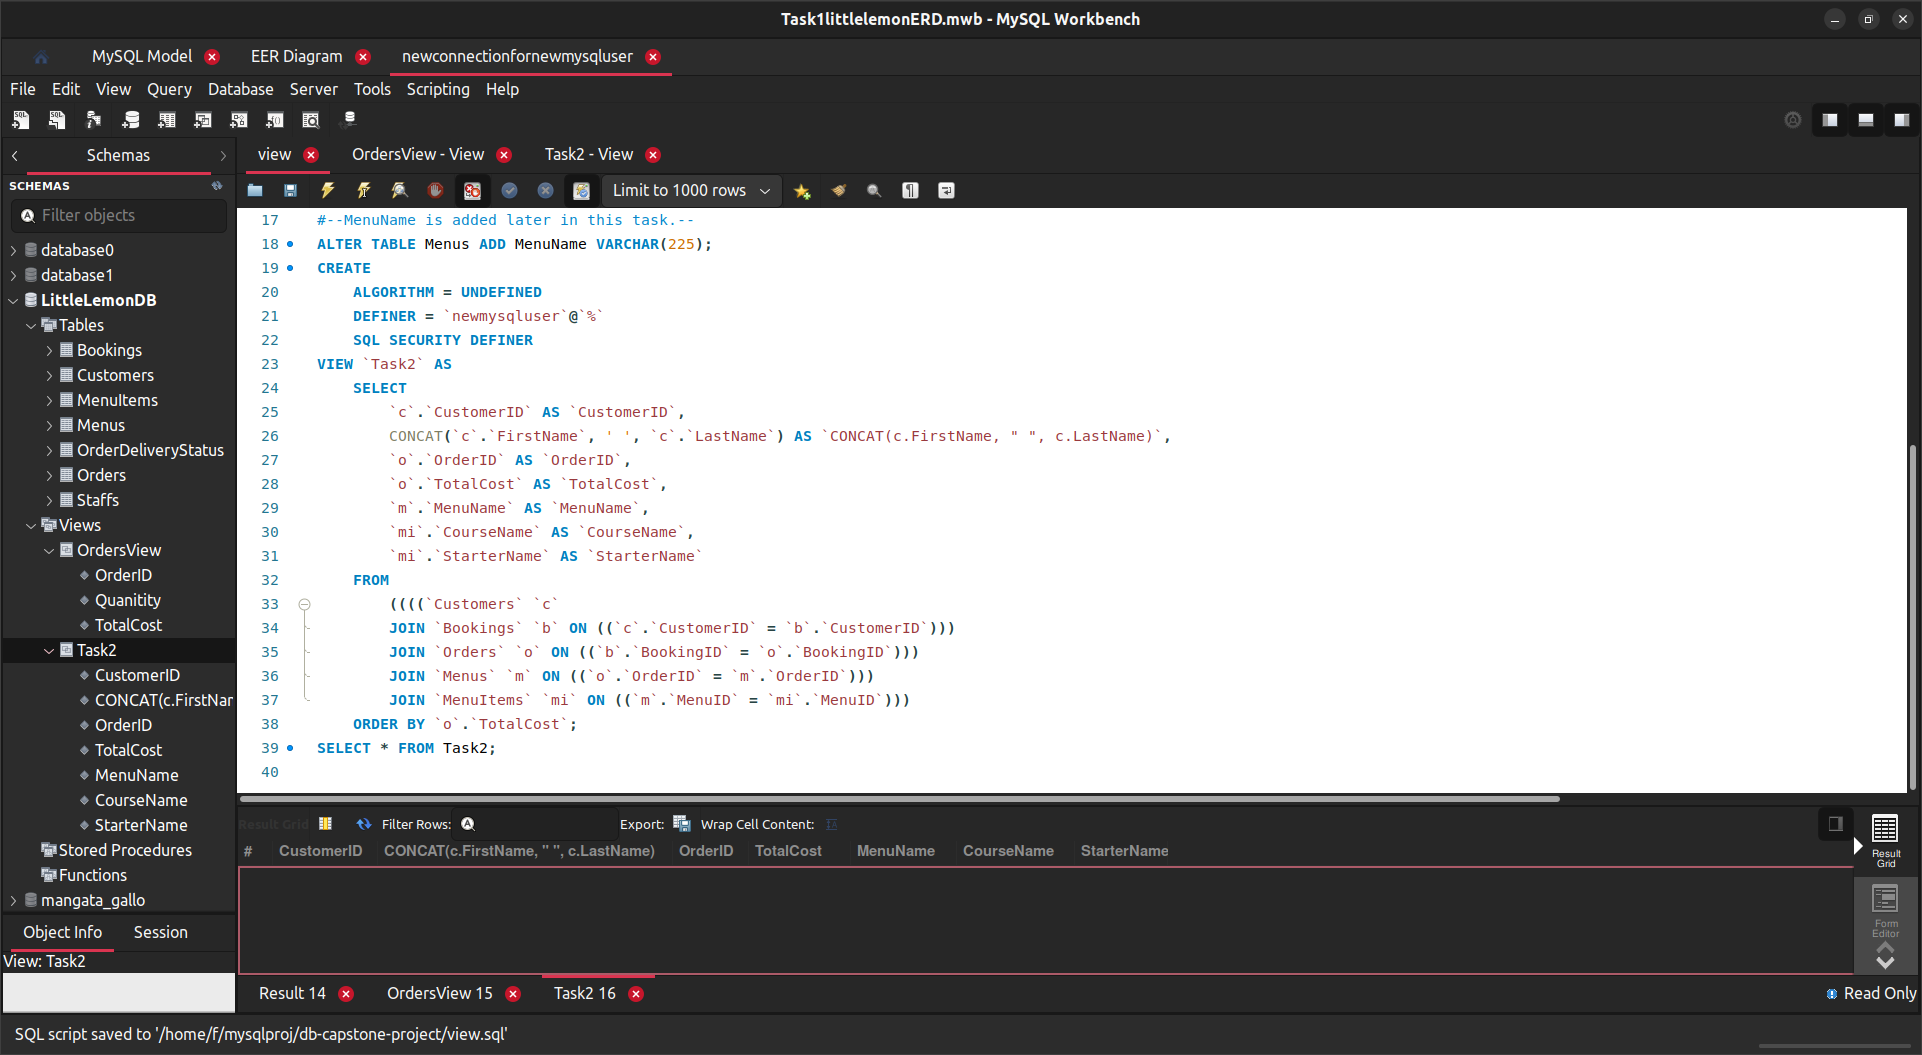 Task1littlelemonERD.mwb - MySQL Workbench
MySQL Model
EER Diagram
newconnectionfornewmysqluser
File Edit View Query Database Server Tools Scripting Help
Schemas
view
OrdersView - View
Task2 - View
SCHEMAS
Limit to 1000 rows
Filter objects
database0
database1
LittleLemonDB
Tables
Bookings
Customers
MenuItems
Menus
OrderDeliveryStatus
Orders
Staffs
Views
OrdersView
OrderID
Quanitity
TotalCost
Task2
CustomerID
CONCAT(c.FirstNar
OrderID
TotalCost
MenuName
CourseName
StarterName
Stored Procedures
Functions
mangata_gallo
Object Info
Session
View: Task2
17 #--MenuName is added later in this task.--
18 ALTER TABLE Menus ADD MenuName VARCHAR(225);
19 CREATE
20 ALGORITHM = UNDEFINED
21 DEFINER = `newmysqluser`@`%`
22 SQL SECURITY DEFINER
23 VIEW `Task2` AS
24 SELECT
25 `c`.`CustomerID` AS `CustomerID`,
26 CONCAT(`c`.`FirstName`, ' ', `c`.`LastName`) AS `CONCAT(c.FirstName, " ", c.LastName)`,
27 `o`.`OrderID` AS `OrderID`,
28 `o`.`TotalCost` AS `TotalCost`,
29 `m`.`MenuName` AS `MenuName`,
30 `mi`.`CourseName` AS `CourseName`,
31 `mi`.`StarterName` AS `StarterName`
32 FROM
33 ((((`Customers` `c`
34 JOIN `Bookings` `b` ON ((`c`.`CustomerID` = `b`.`CustomerID`)))
35 JOIN `Orders` `o` ON ((`b`.`BookingID` = `o`.`BookingID`)))
36 JOIN `Menus` `m` ON ((`o`.`OrderID` = `m`.`OrderID`)))
37 JOIN `MenuItems` `mi` ON ((`m`.`MenuID` = `mi`.`MenuID`)))
38 ORDER BY `o`.`TotalCost`;
39 SELECT * FROM Task2;
40
Result Grid
Filter Rows:
Export:
Wrap Cell Content:
# CustomerID CONCAT(c.FirstName, " ", c.LastName) OrderID TotalCost MenuName CourseName StarterName
Result
Grid
Form
Editor
Result 14
OrdersView 15
Task2 16
Read Only
SQL script saved to '/home/f/mysqlproj/db-capstone-project/view.sql'